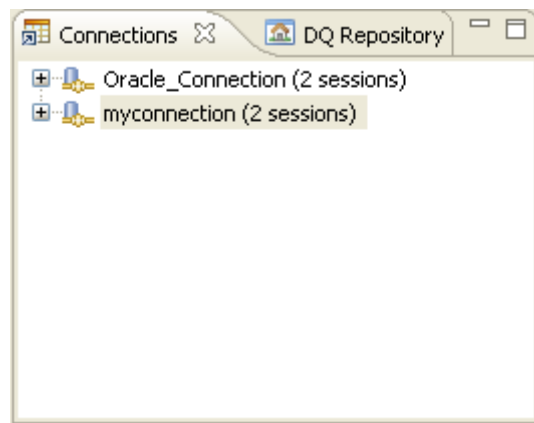 Connections DQ Repository
Oracle_Connection (2 sessions)
myconnection (2 sessions)